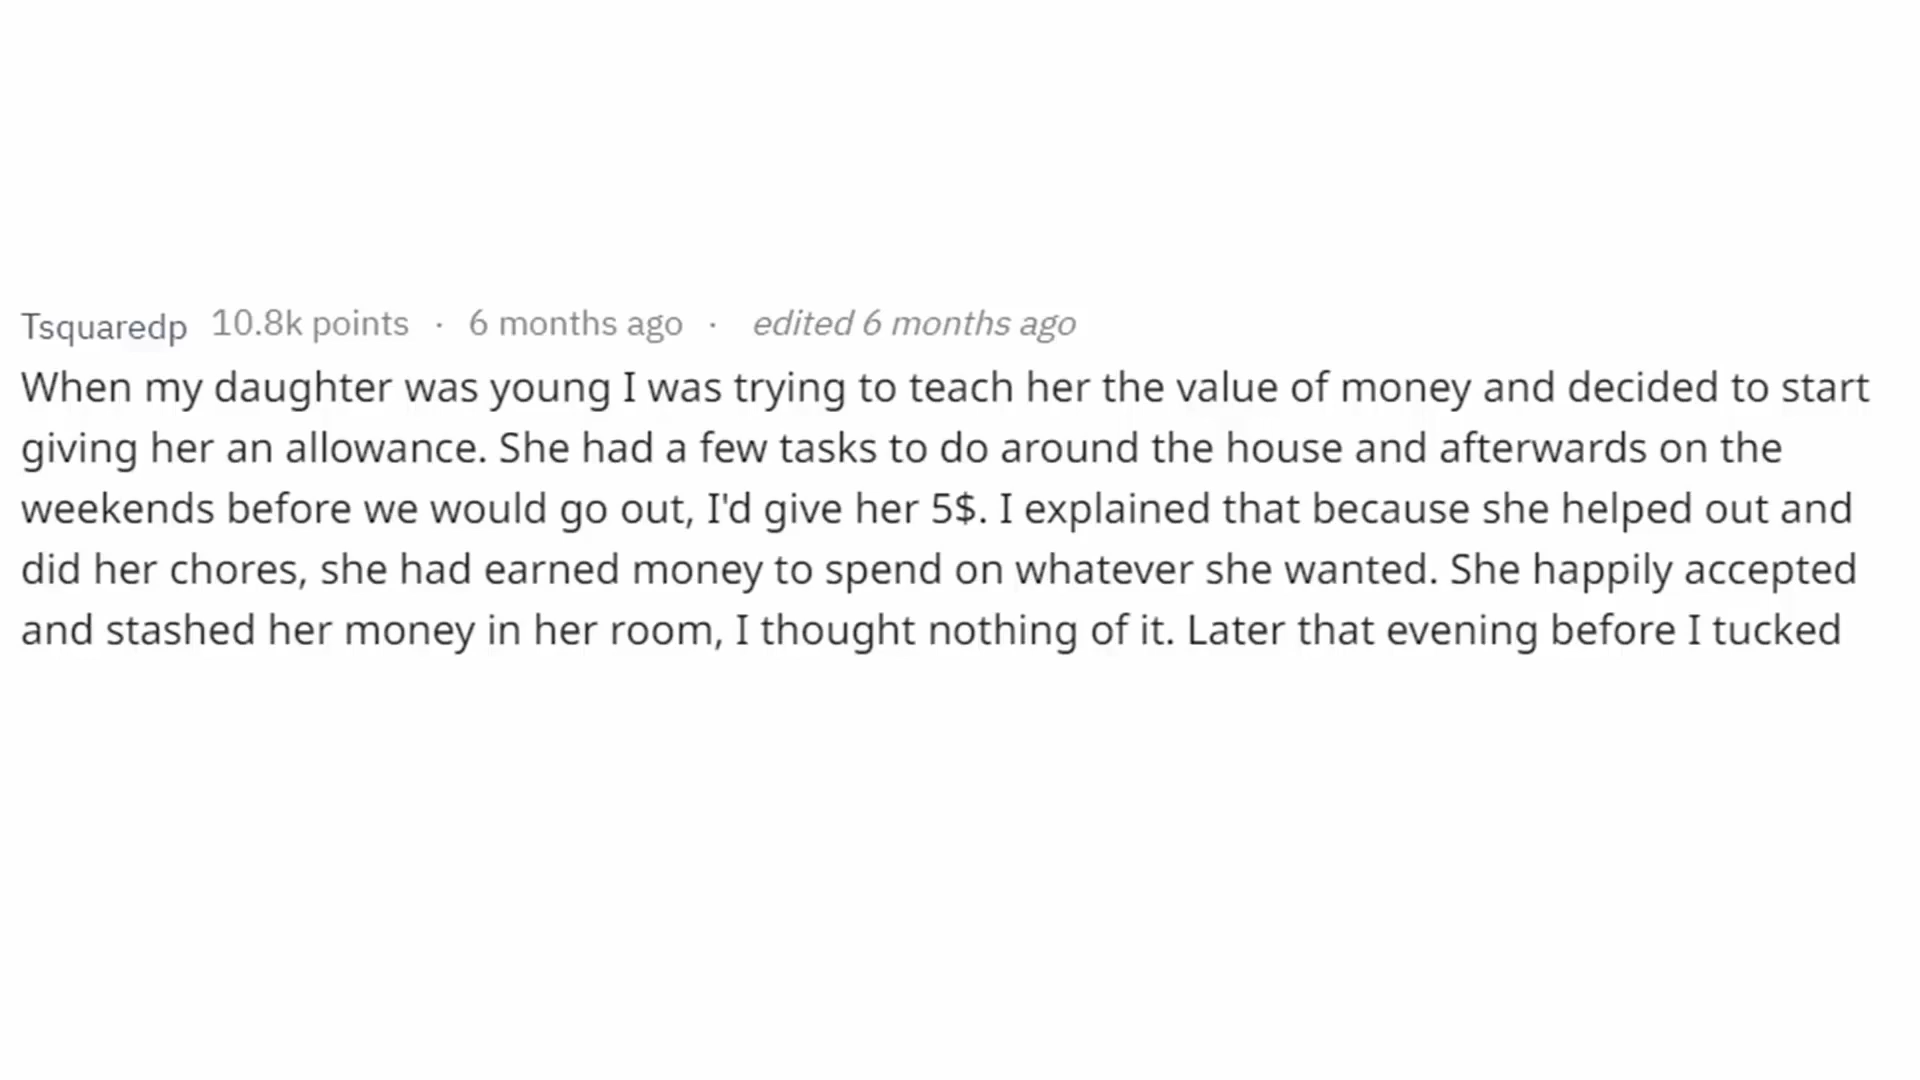 Tsquaredp 10.8k points · 6 months ago · edited 6 months ago
When my daughter was young I was trying to teach her the value of money and decided to start
giving her an allowance. She had a few tasks to do around the house and afterwards on the
weekends before we would go out, I'd give her 5$. I explained that because she helped out and
did her chores, she had earned money to spend on whatever she wanted. She happily accepted
and stashed her money in her room, I thought nothing of it. Later that evening before I tucked